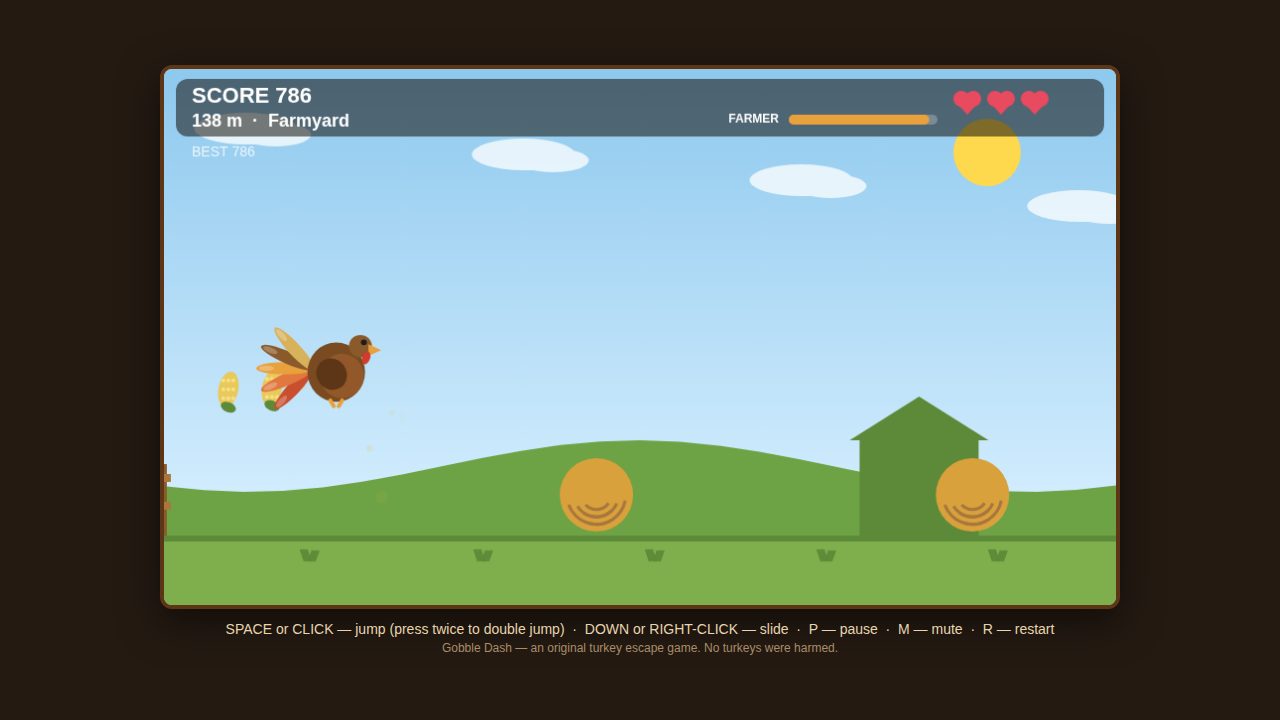 SCORE 786
138 m · Farmyard
FARMER
BEST 786
SPACE or CLICK — jump (press twice to double jump) · DOWN or RIGHT-CLICK — slide · P — pause · M — mute · R — restart
Gobble Dash — an original turkey escape game. No turkeys were harmed.